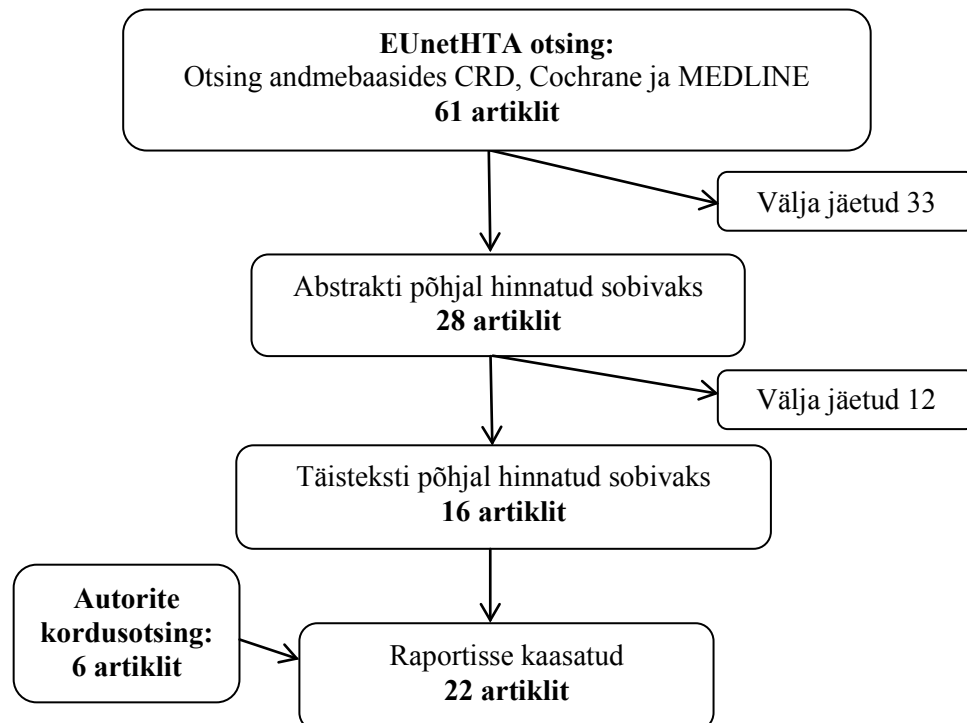 EUnetHTA otsing:
Otsing andmebaasides CRD, Cochrane ja MEDLINE
61 artiklit
Välja jäetud 33
Abstrakti põhjal hinnatud sobivaks
28 artiklit
Välja jäetud 12
Täisteksti põhjal hinnatud sobivaks
16 artiklit
Autorite
kordusotsing:
6 artiklit
Raportisse kaasatud
22 artiklit